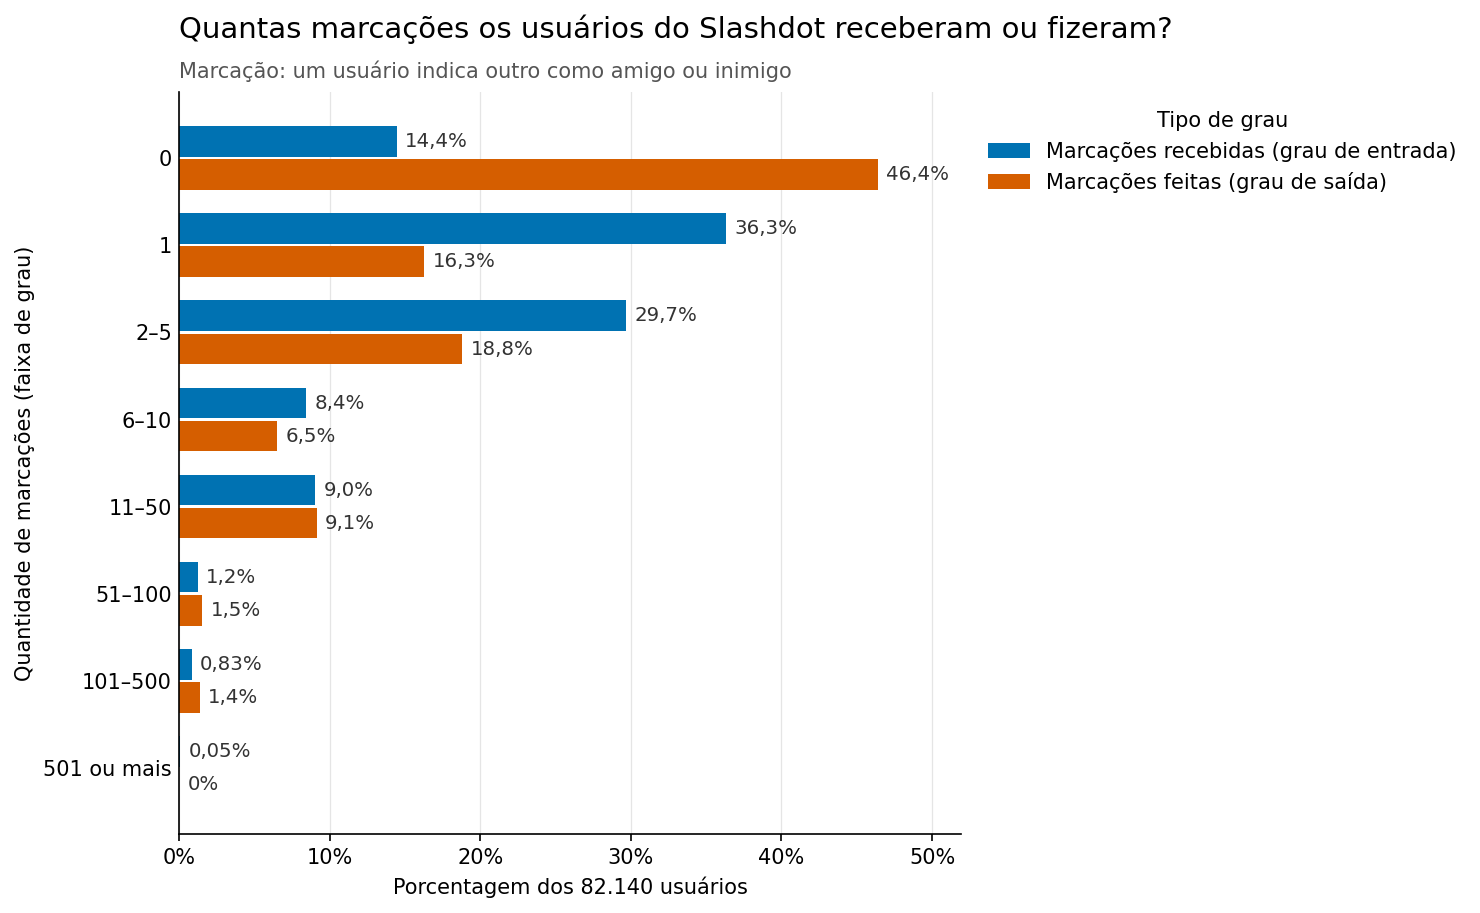 Quantas marcações os usuários do Slashdot receberam ou fizeram?
Marcação: um usuário indica outro como amigo ou inimigo
Tipo de grau
Marcações recebidas (grau de entrada)
Marcações feitas (grau de saída)
Quantidade de marcações (faixa de grau)
0
14,4%
46,4%
1
36,3%
16,3%
2–5
29,7%
18,8%
6–10
8,4%
6,5%
11–50
9,0%
9,1%
51–100
1,2%
1,5%
101–500
0,83%
1,4%
501 ou mais
0,05%
0%
0% 10% 20% 30% 40% 50%
Porcentagem dos 82.140 usuários